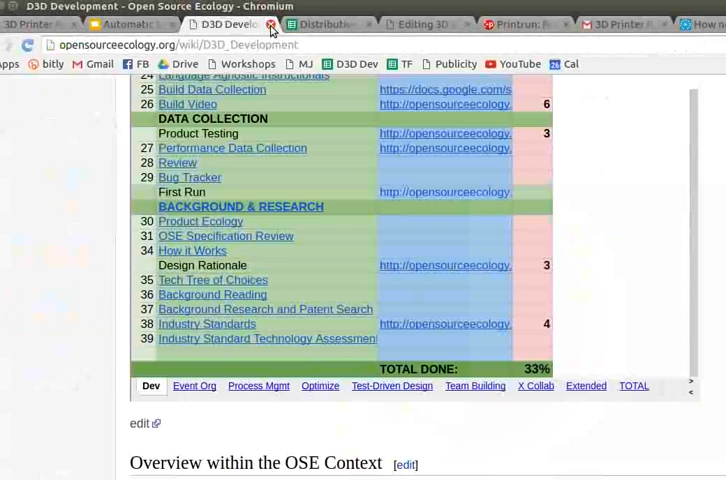 D3D Development - Open Source Ecology - Chromium
3D Printer Automatic D3D Develo Distributi Editing 3D Printrun: 3D Printer How
opensourceecology.org/wiki/D3D_Development
Apps bitly Gmail FB Drive Workshops MJ D3D Dev TF Publicity YouTube 26 Cal
24 Language Agnostic Instructionals
25 Build Data Collection https://docs.google.com/s
26 Build Video http://opensourceecology. 6
DATA COLLECTION
Product Testing http://opensourceecology. 3
27 Performance Data Collection http://opensourceecology.
28 Review
29 Bug Tracker
First Run http://opensourceecology.
BACKGROUND & RESEARCH
30 Product Ecology
31 OSE Specification Review
34 How it Works
Design Rationale http://opensourceecology. 3
35 Tech Tree of Choices
36 Background Reading
37 Background Research and Patent Search
38 Industry Standards http://opensourceecology. 4
39 Industry Standard Technology Assessmen
TOTAL DONE: 33%
Dev Event Org Process Mgmt Optimize Test-Driven Design Team Building X Collab Extended TOTAL
edit
Overview within the OSE Context [edit]